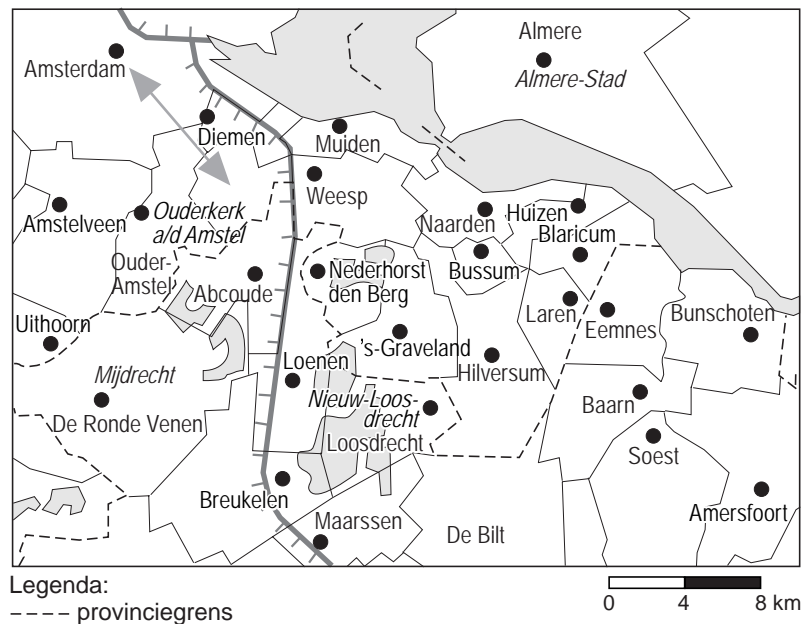 Almere
Almere-Stad
Amsterdam
Diemen
Muiden
Weesp
Amstelveen
Ouderkerk
a/d Amstel
Naarden
Huizen
Blaricum
Bussum
Ouder-
Amstel
Abcoude
Nederhorst
den Berg
Laren
Eemnes
Bunschoten
Uithoorn
's-Graveland
Hilversum
Loenen
Mijdrecht
De Ronde Venen
Nieuw-Loos-
drecht
Loosdrecht
Baarn
Soest
Breukelen
Maarssen
De Bilt
Amersfoort
Legenda:
provinciegrens
0 4 8 km